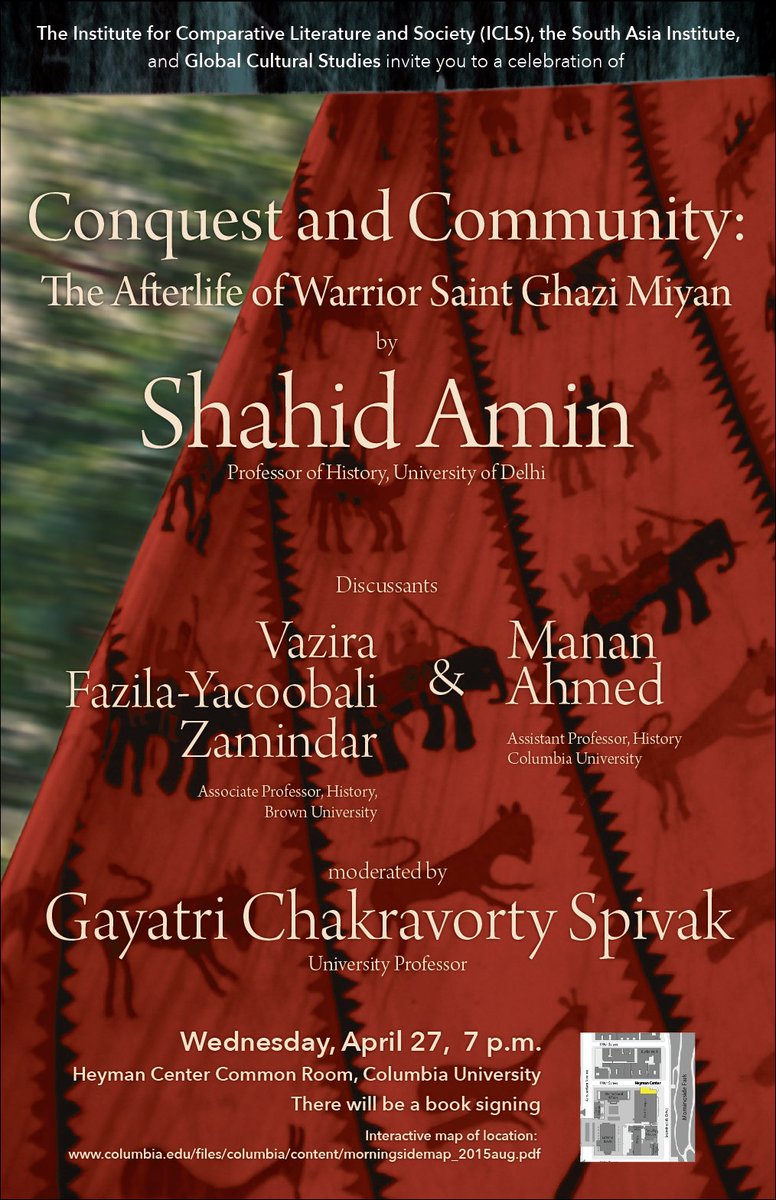 The Institute for Comparative Literature and Society (ICLS), the South Asia Institute,
and Global Cultural Studies invite you to a celebration of
Conquest and Community:
The Afterlife of Warrior Saint Ghazi Miyan
by
Shahid Amin
Professor of History, University of Delhi
Discussants
Vazira
Fazila-Yacoobali
Zamindar
Associate Professor, History,
Brown University
&
Manan
Ahmed
Assistant Professor, History
Columbia University
moderated by
Gayatri Chakravorty Spivak
University Professor
Wednesday, April 27, 7 p.m.
Heyman Center Common Room, Columbia University
There will be a book signing
Interactive map of location:
www.columbia.edu/files/columbia/content/morningsidemap_2015aug.pdf
Heyman Center
Morningside Park